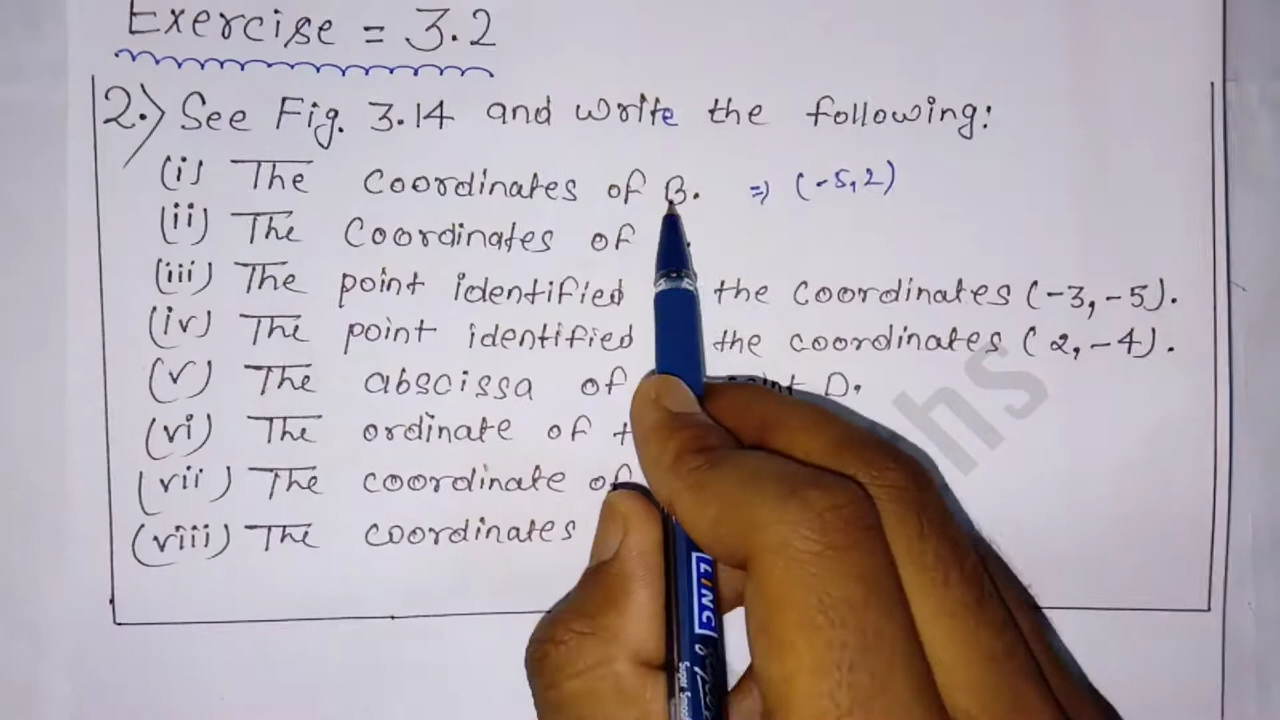 Exercise = 3.2
2.) See Fig. 3.14 and write the following:
(i) The coordinates of B. => (-5,2)
(ii) The Coordinates of
(iii) The point identified the coordinates (-3, -5).
(iv) The point identified the coordinates (2, -4).
(v) The abscissa of D.
(vi) The ordinate of
(vii) The coordinate of
(viii) The coordinates
hs
LINC